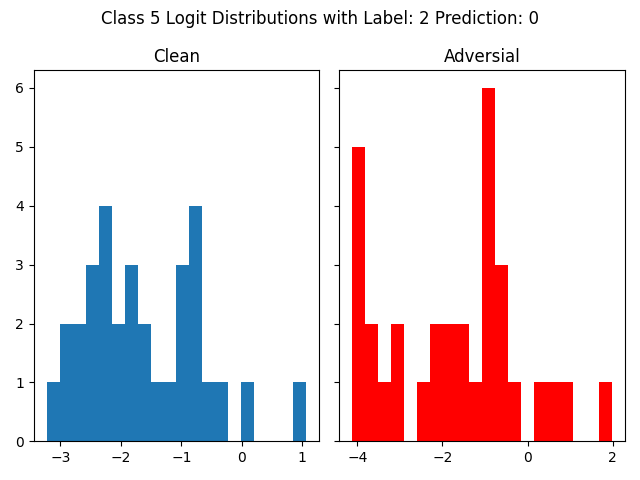 Class 5 Logit Distributions with Label: 2 Prediction: 0
Clean
Adversial
6
5
4
3
2
1
0
−3 −2 −1 0 1
−4 −2 0 2